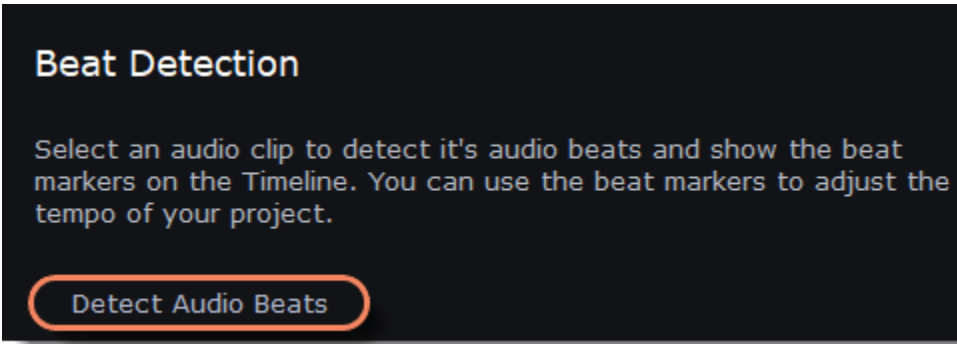 Beat Detection
Select an audio clip to detect it's audio beats and show the beat
markers on the Timeline. You can use the beat markers to adjust the
tempo of your project.
Detect Audio Beats